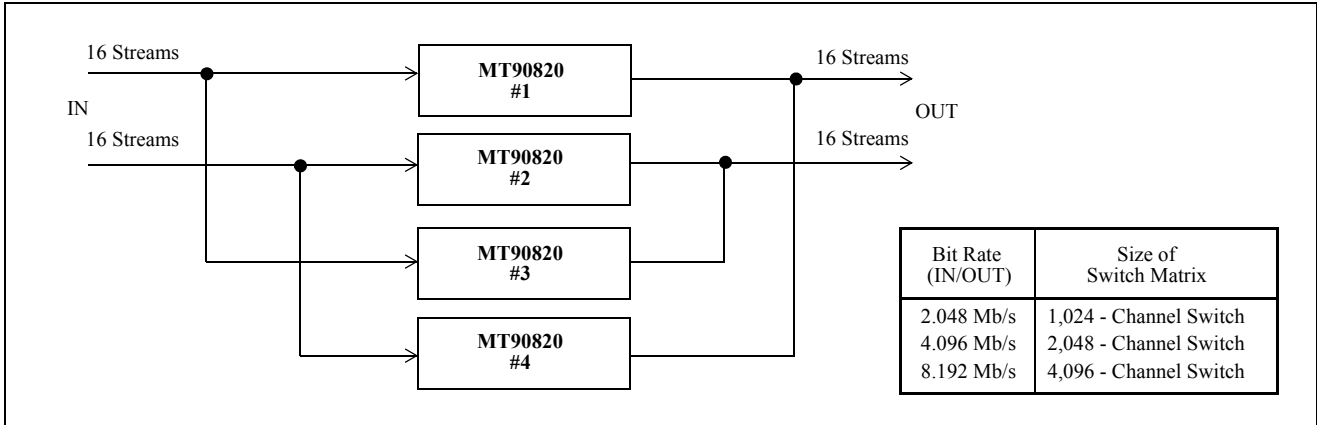 16 Streams
IN
16 Streams
MT90820
#1
MT90820
#2
MT90820
#3
MT90820
#4
16 Streams
OUT
16 Streams
Bit Rate
(IN/OUT)
Size of
Switch Matrix
2.048 Mb/s
1,024 - Channel Switch
4.096 Mb/s
2,048 - Channel Switch
8.192 Mb/s
4,096 - Channel Switch